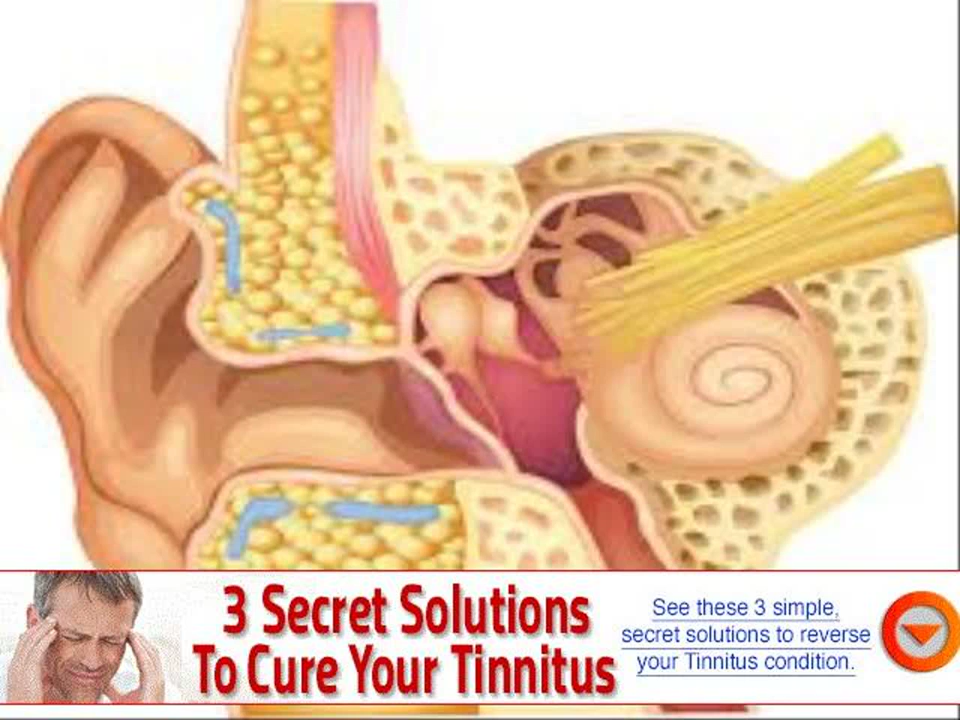 3 Secret Solutions
To Cure Your Tinnitus
See these 3 simple,
secret solutions to reverse
your Tinnitus condition.